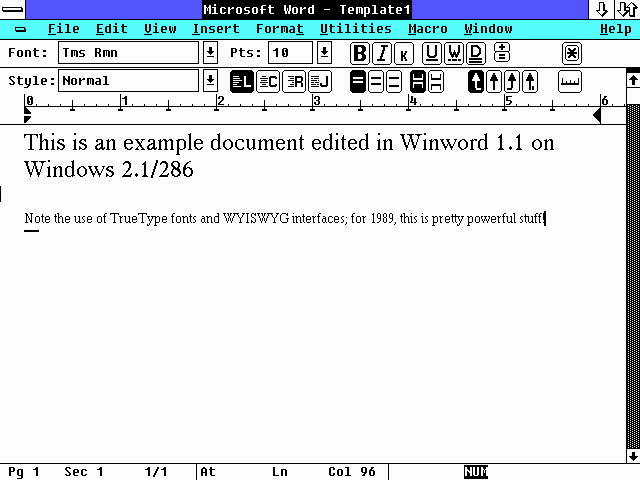 Microsoft Word - Template1
File Edit View Insert Format Utilities Macro Window Help
Font: Tms Rmn Pts: 10 B I K U W D
Style: Normal L C R J
0 1 2 3 4 5 6
This is an example document edited in Winword 1.1 on
Windows 2.1/286
Note the use of TrueType fonts and WYISWYG interfaces; for 1989, this is pretty powerful stuff!
Pg 1 Sec 1 1/1 At Ln Col 96 NUM